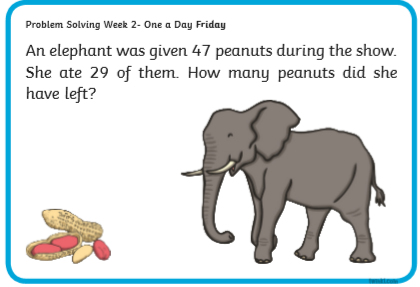 Problem Solving Week 2- One a Day Friday
An elephant was given 47 peanuts during the show.
She ate 29 of them. How many peanuts did she
have left?